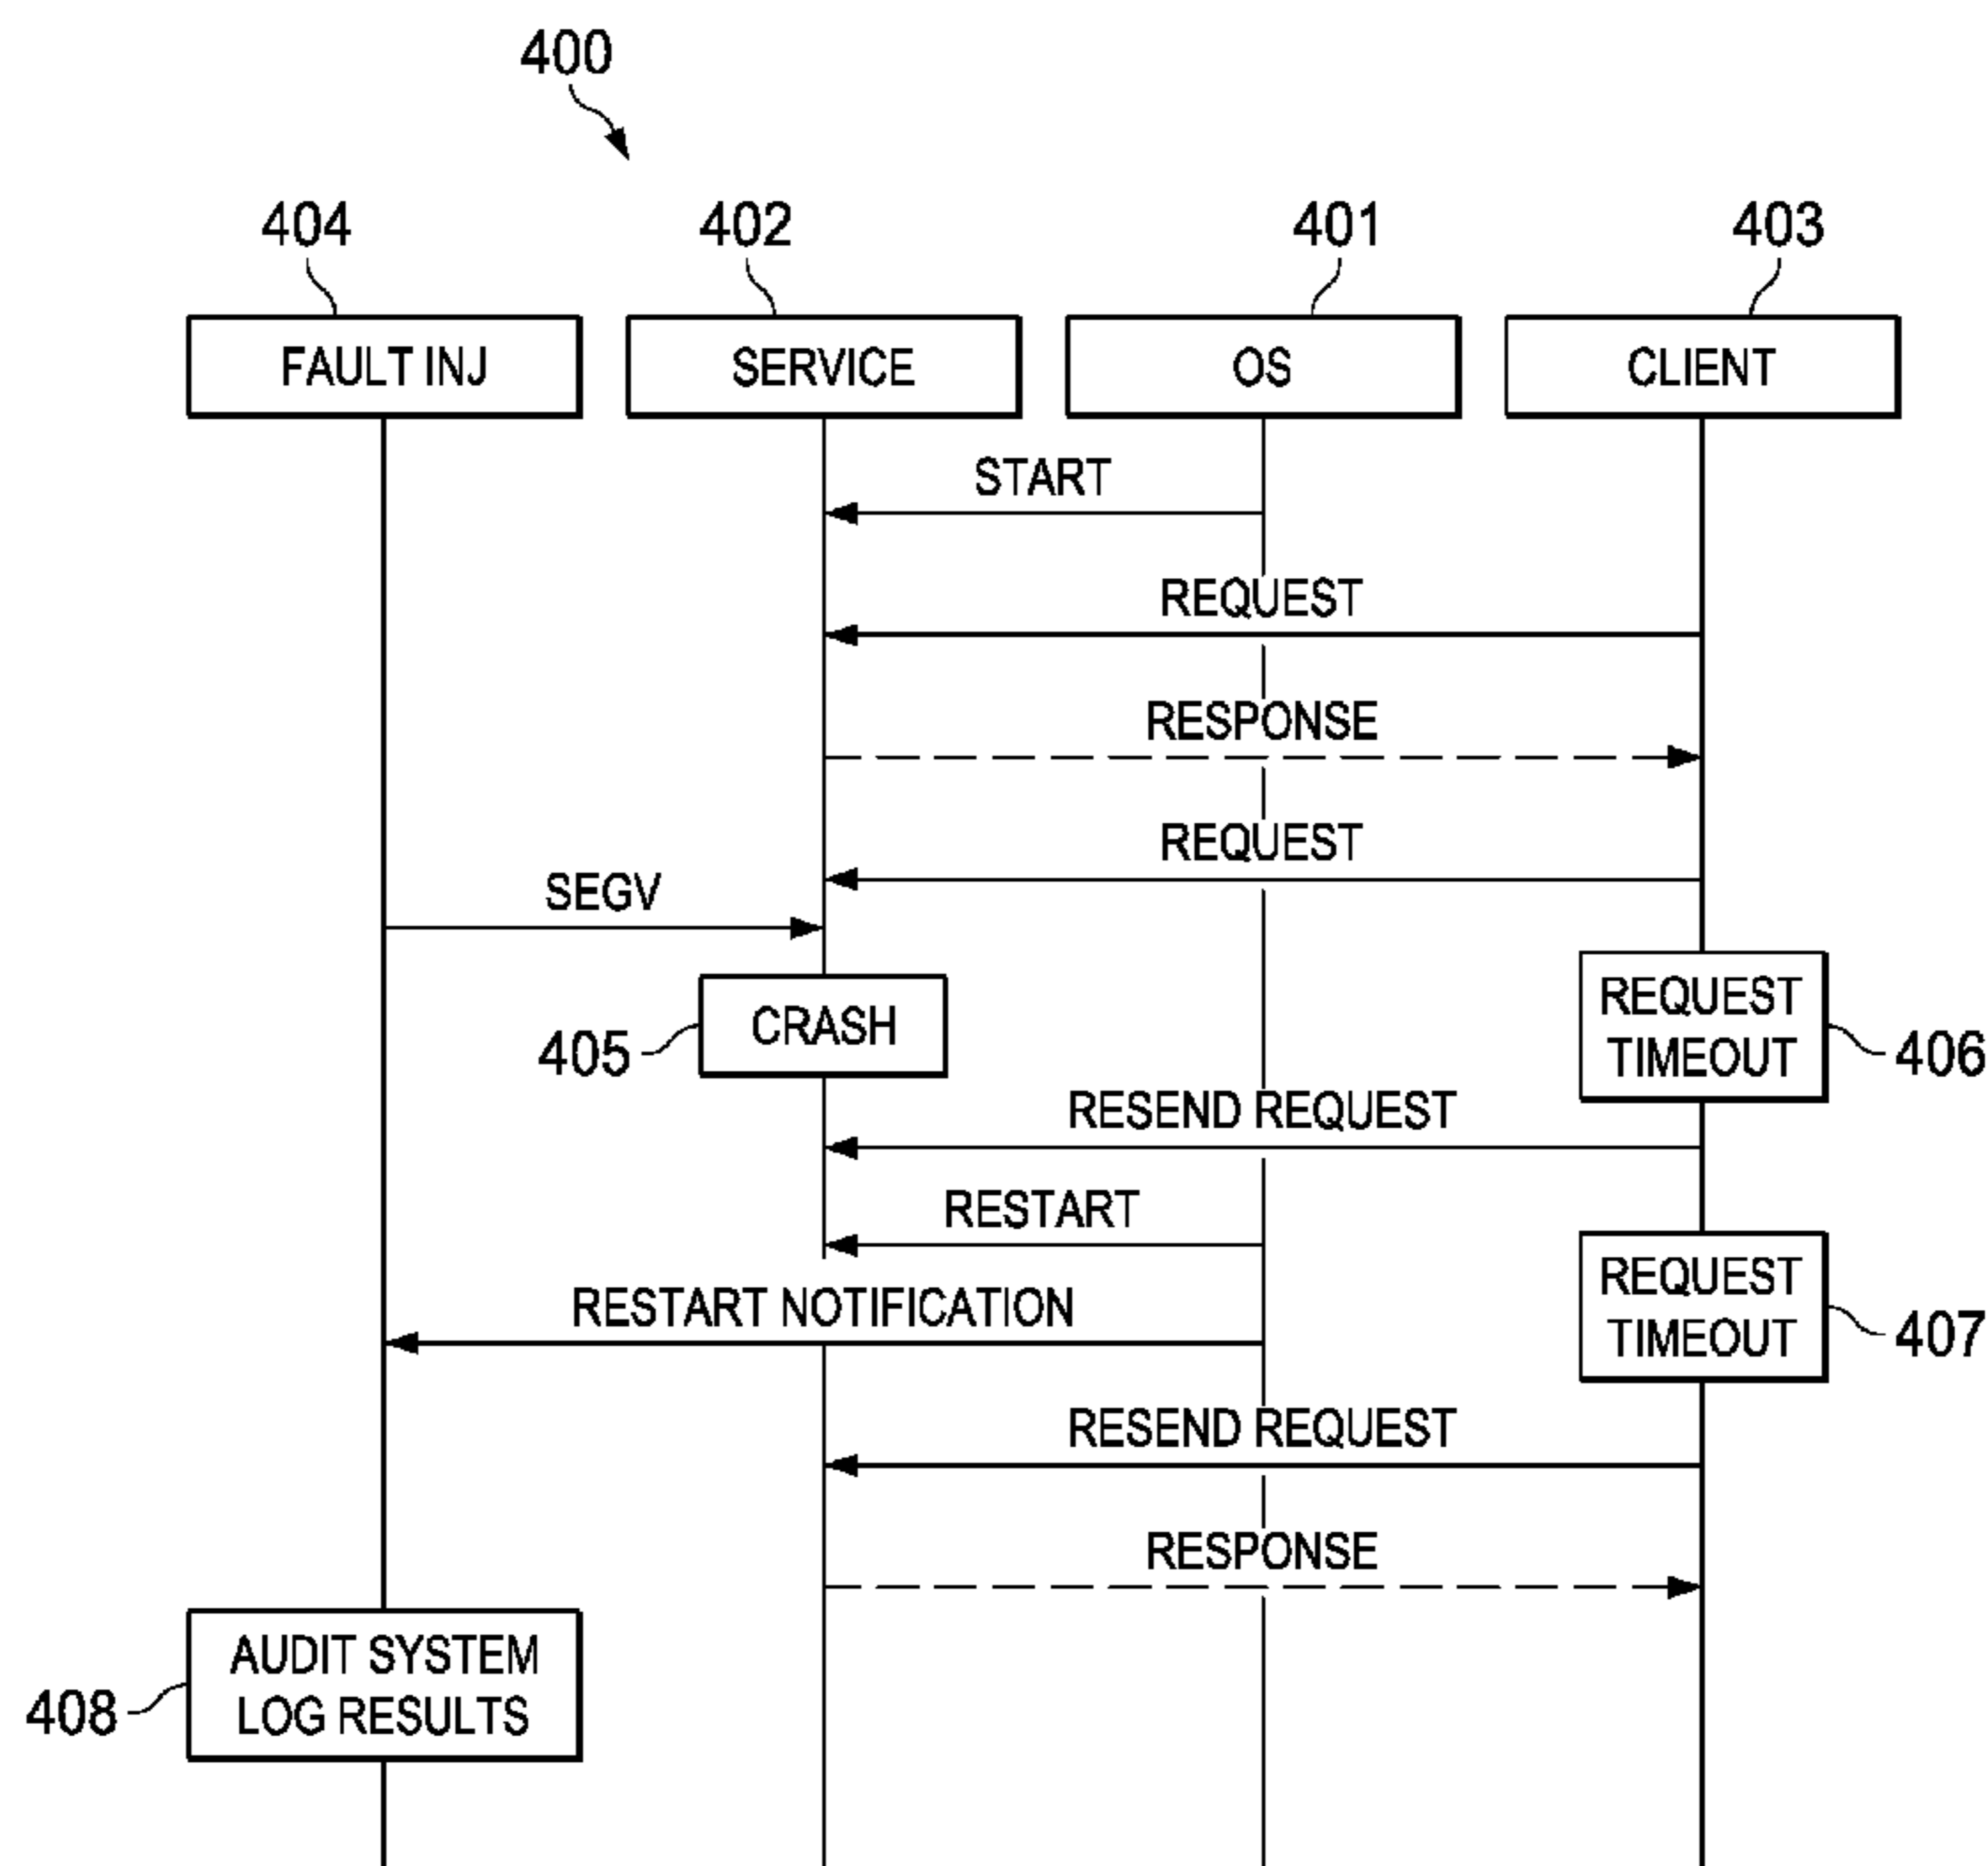 400
404
402
401
403
FAULT INJ
SERVICE
OS
CLIENT
START
REQUEST
RESPONSE
REQUEST
SEGV
CRASH
405
REQUEST
TIMEOUT
406
RESEND REQUEST
RESTART
REQUEST
TIMEOUT
407
RESTART NOTIFICATION
RESEND REQUEST
RESPONSE
AUDIT SYSTEM
LOG RESULTS
408